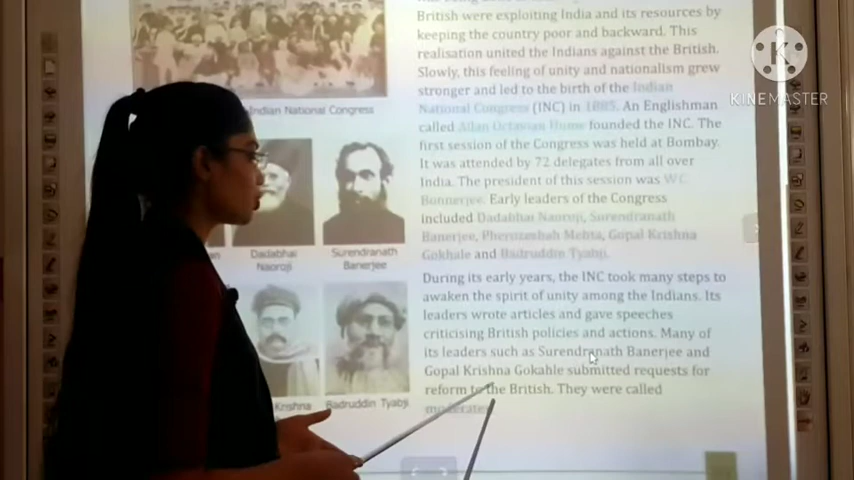 British were exploiting India and its resources by
keeping the country poor and backward. This
realisation united the Indians against the British.
Slowly, this feeling of unity and nationalism grew
stronger and led to the birth of the Indian
National Congress (INC) in 1885. An Englishman
called Allan Octavian Hume founded the INC. The
first session of the Congress was held at Bombay.
It was attended by 72 delegates from all over
India. The president of this session was WC
Bonnerjee. Early leaders of the Congress
included Dadabhai Naoroji, Surendranath
Banerjee, Pherozeshah Mehta, Gopal Krishna
Gokhale and Badruddin Tyabji.
During its early years, the INC took many steps to
awaken the spirit of unity among the Indians. Its
leaders wrote articles and gave speeches
criticising British policies and actions. Many of
its leaders such as Surendranath Banerjee and
Gopal Krishna Gokahle submitted requests for
reform to the British. They were called
moderates
Indian National Congress
Dadabhai
Naoroji
Surendranath
Banerjee
Krishna
Badruddin Tyabji
K
KINEMASTER